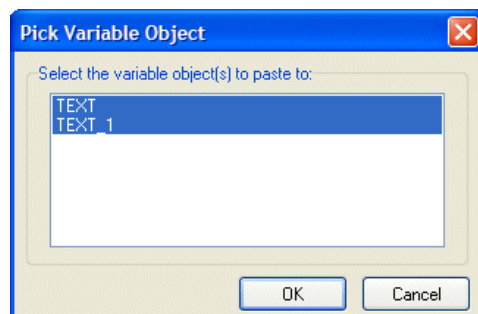 Pick Variable Object
Select the variable object(s) to paste to:
TEXT
TEXT_1
OK
Cancel